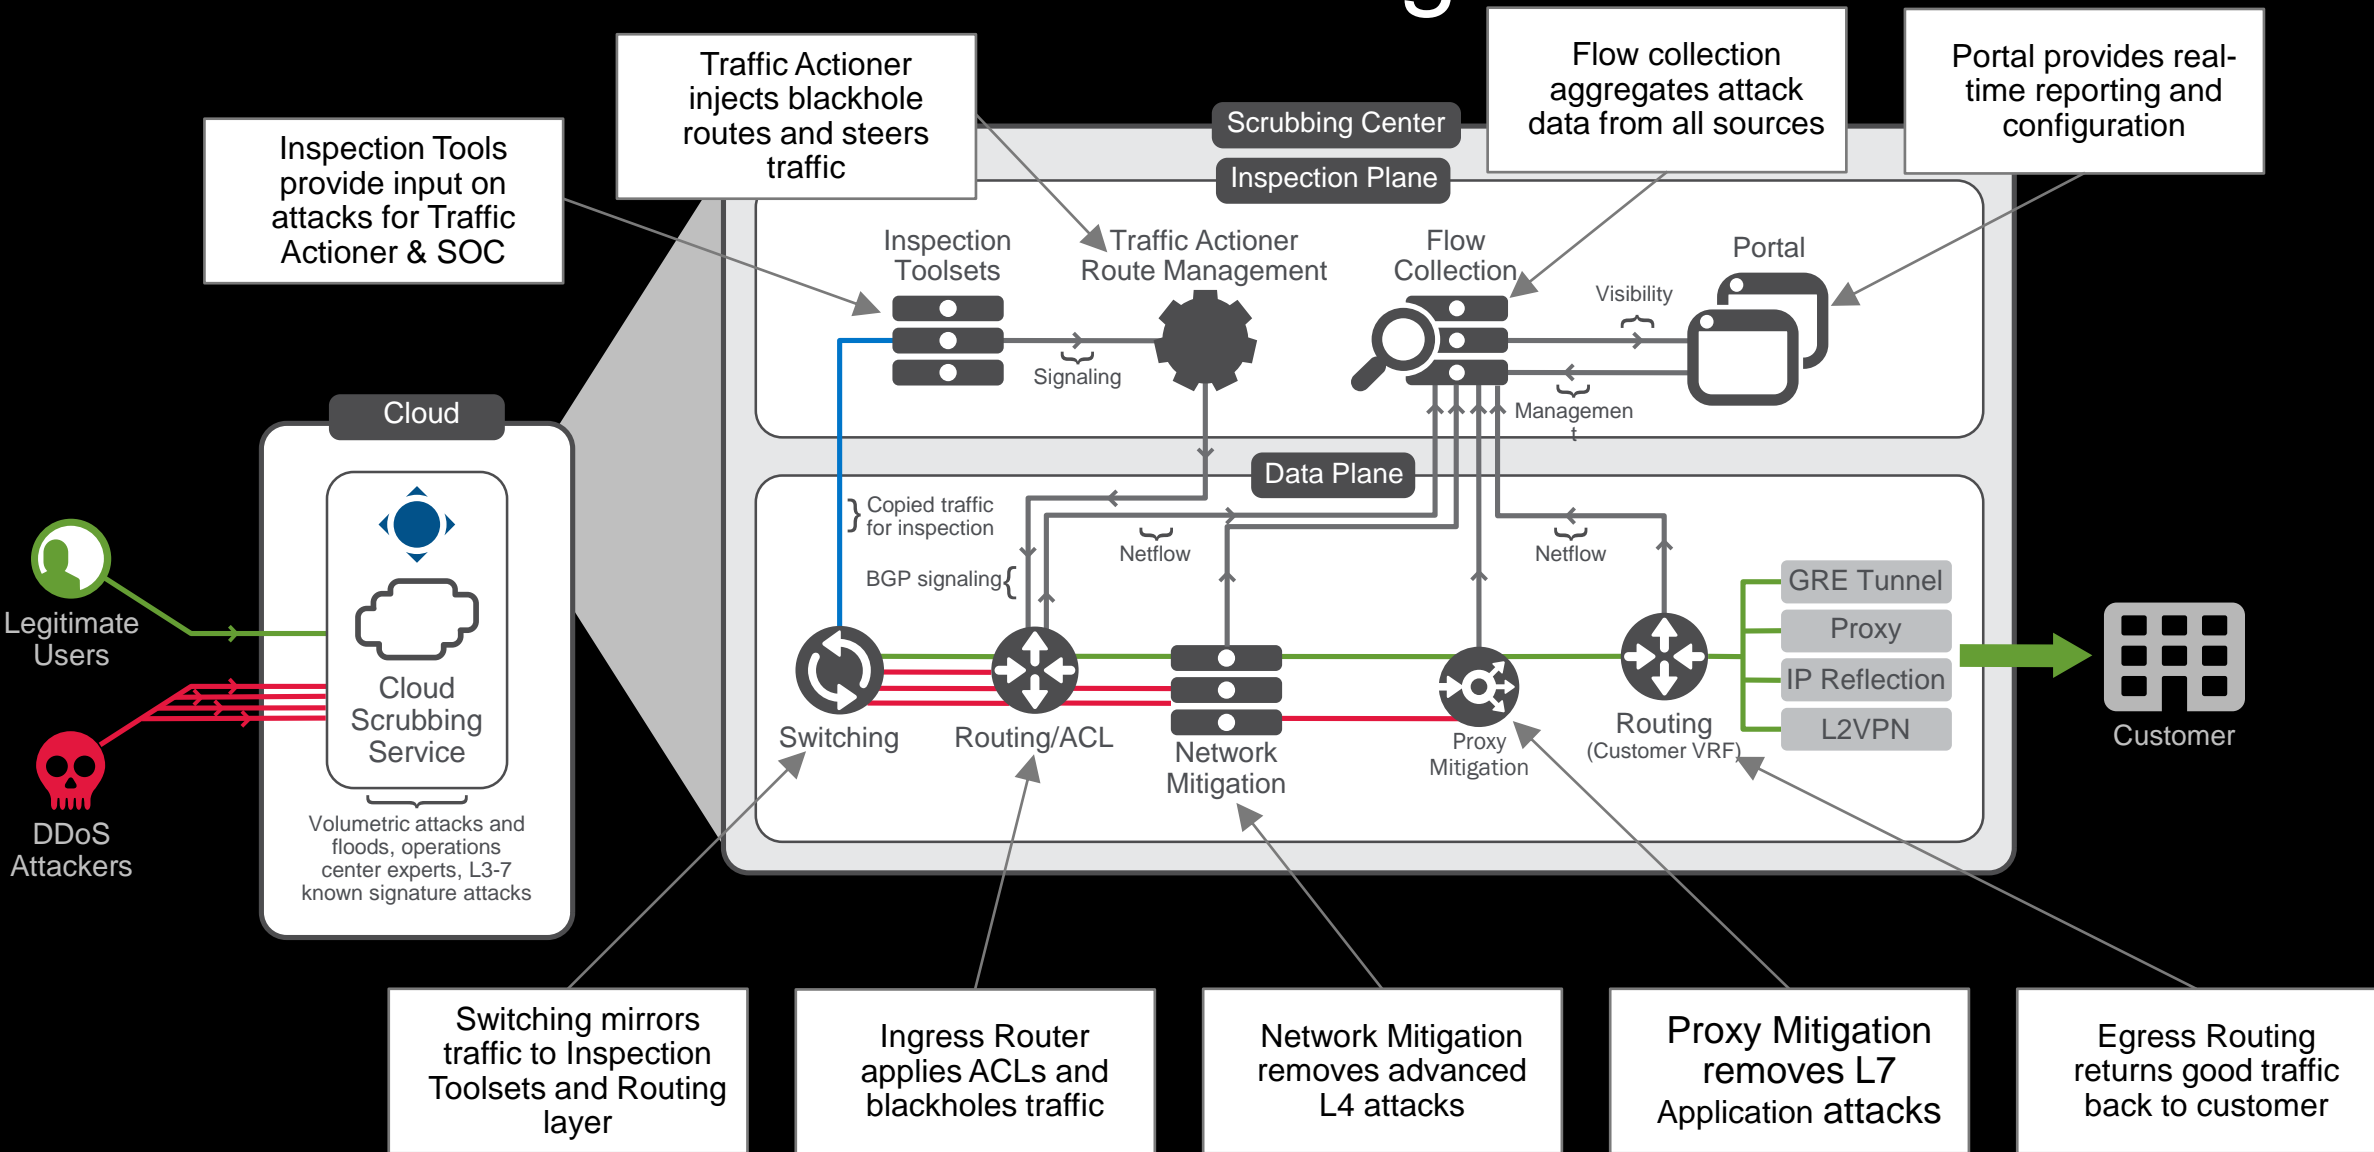 g
Traffic Actioner
injects blackhole
routes and steers
traffic
Flow collection
aggregates attack
data from all sources
Portal provides real-
time reporting and
configuration
Inspection Tools
provide input on
attacks for Traffic
Actioner & SOC
Scrubbing Center
Inspection Plane
Inspection
Toolsets
Traffic Actioner
Route Management
Flow
Collection
Portal
Visibility
Signaling
Managemen
t
Cloud
Data Plane
Copied traffic
for inspection
Netflow
Netflow
BGP signaling
Legitimate
Users
Cloud
Scrubbing
Service
DDoS
Attackers
Volumetric attacks and
floods, operations
center experts, L3-7
known signature attacks
Switching
Routing/ACL
Network
Mitigation
Proxy
Mitigation
Routing
(Customer VRF)
GRE Tunnel
Proxy
IP Reflection
L2VPN
Customer
Switching mirrors
traffic to Inspection
Toolsets and Routing
layer
Ingress Router
applies ACLs and
blackholes traffic
Network Mitigation
removes advanced
L4 attacks
Proxy Mitigation
removes L7
Application attacks
Egress Routing
returns good traffic
back to customer